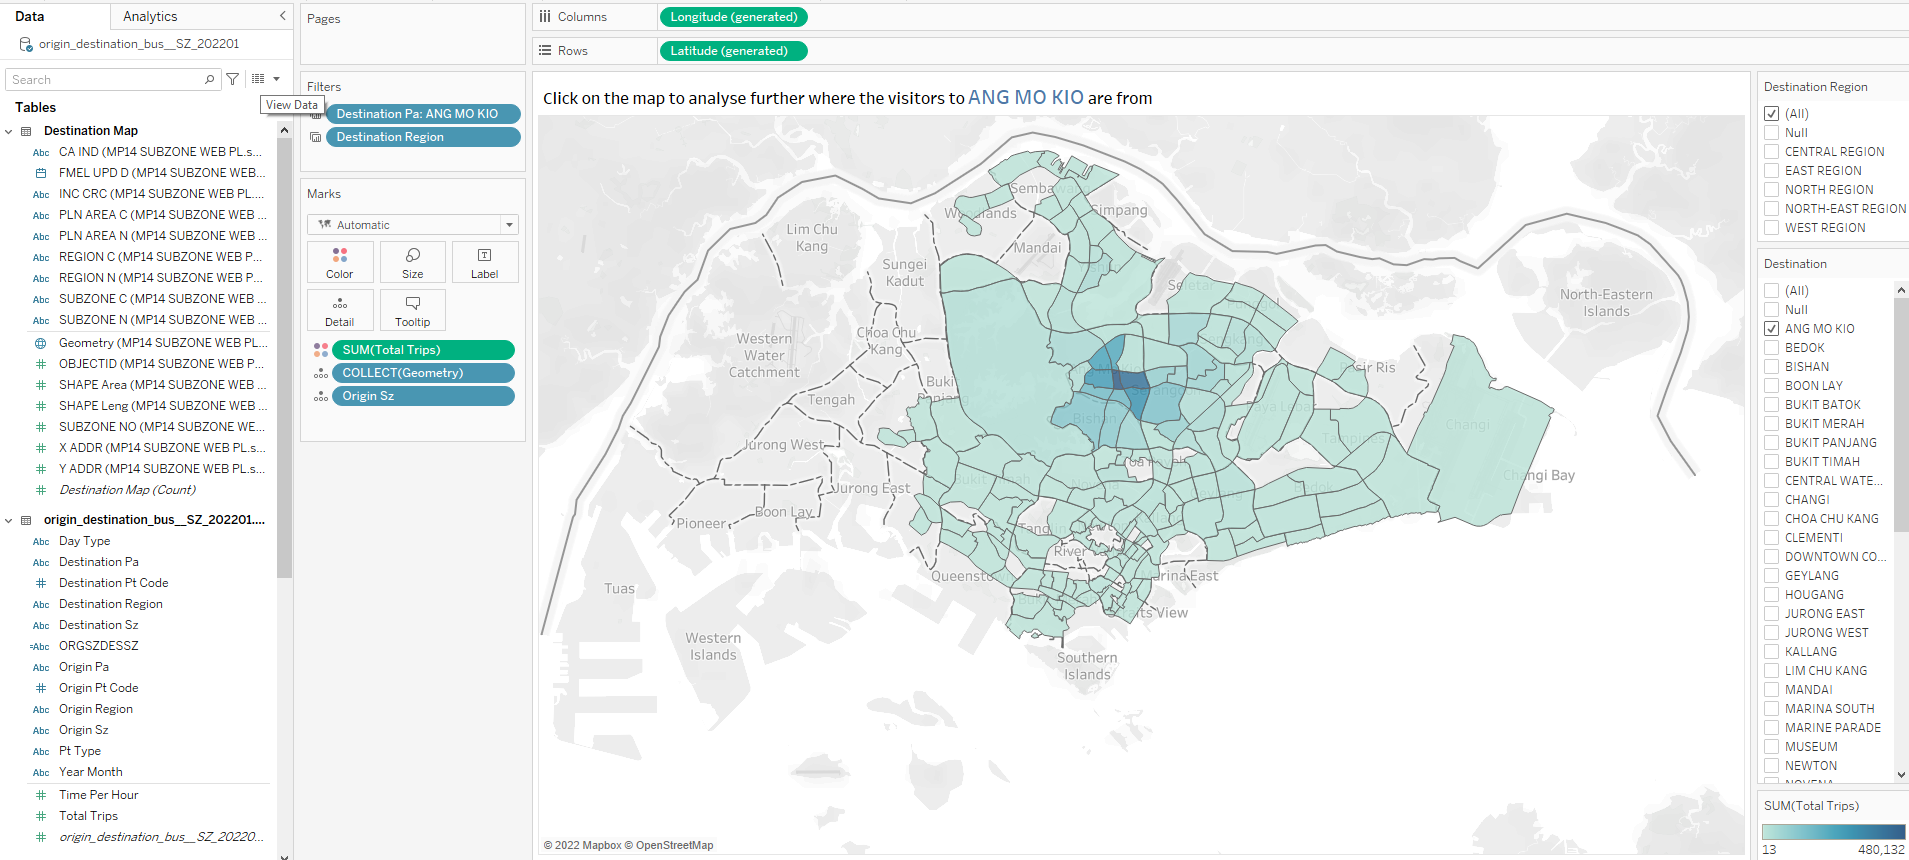 Data
Analytics
origin_destination_bus__SZ_202201
Search
View Data
Tables
Destination Map
Abc CA IND (MP14 SUBZONE WEB PL.s...
FMEL UPD D (MP14 SUBZONE WEB...
Abc INC CRC (MP14 SUBZONE WEB PL....
Abc PLN AREA C (MP14 SUBZONE WEB ...
Abc PLN AREA N (MP14 SUBZONE WEB ...
Abc REGION C (MP14 SUBZONE WEB P...
Abc REGION N (MP14 SUBZONE WEB P...
Abc SUBZONE C (MP14 SUBZONE WEB ...
Abc SUBZONE N (MP14 SUBZONE WEB ...
Geometry (MP14 SUBZONE WEB PL...
# OBJECTID (MP14 SUBZONE WEB P...
# SHAPE Area (MP14 SUBZONE WEB ...
# SHAPE Leng (MP14 SUBZONE WEB ...
# SUBZONE NO (MP14 SUBZONE WE...
# X ADDR (MP14 SUBZONE WEB PL.s...
# Y ADDR (MP14 SUBZONE WEB PL.s...
# Destination Map (Count)
origin_destination_bus__SZ_202201....
Abc Day Type
Abc Destination Pa
# Destination Pt Code
Abc Destination Region
Abc Destination Sz
=Abc ORGSZDESSZ
Abc Origin Pa
# Origin Pt Code
Abc Origin Region
Abc Origin Sz
Abc Pt Type
Abc Year Month
# Time Per Hour
# Total Trips
# origin_destination_bus__SZ_20220...
Pages
Filters
Destination Pa: ANG MO KIO
Destination Region
Marks
Automatic
Color
Size
Label
Detail
Tooltip
SUM(Total Trips)
COLLECT(Geometry)
Origin Sz
Columns
Longitude (generated)
Rows
Latitude (generated)
Click on the map to analyse further where the visitors to ANG MO KIO are from
Sembawang
Woodlands
Simpang
Lim Chu
Kang
Mandai
Sungei
Kadut
Yishun
Seletar
Punggol
North-Eastern
Islands
Choa Chu
Kang
Western
Water
Catchment
Sengkang
Pasir Ris
Bukit
Panjang
Serangoon
Tengah
Paya Lebar
Bishan
Changi
Jurong West
Tampines
Toa Payoh
Changi Bay
Bukit Timah
Jurong East
Novena
Bedok
Geylang
Boon Lay
Pioneer
Tanglin
Newton
Kallang
River Valley
Queenstown
Marina East
Tuas
Straits View
Western
Islands
Southern
Islands
© 2022 Mapbox © OpenStreetMap
Destination Region
(All)
Null
CENTRAL REGION
EAST REGION
NORTH REGION
NORTH-EAST REGION
WEST REGION
Destination
(All)
Null
ANG MO KIO
BEDOK
BISHAN
BOON LAY
BUKIT BATOK
BUKIT MERAH
BUKIT PANJANG
BUKIT TIMAH
CENTRAL WATE...
CHANGI
CHOA CHU KANG
CLEMENTI
DOWNTOWN CO...
GEYLANG
HOUGANG
JURONG EAST
JURONG WEST
KALLANG
LIM CHU KANG
MANDAI
MARINA SOUTH
MARINE PARADE
MUSEUM
NEWTON
NOVENA
SUM(Total Trips)
13
480,132